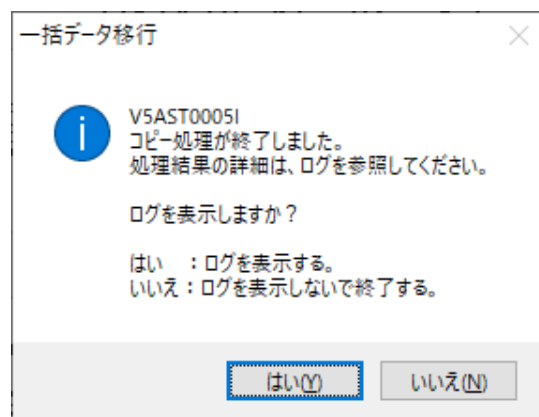 一括データ移行
V5AST0005I
コピー処理が終了しました。
処理結果の詳細は、ログを参照してください。
ログを表示しますか？
はい　：ログを表示する。
いいえ：ログを表示しないで終了する。
はい(Y)
いいえ(N)